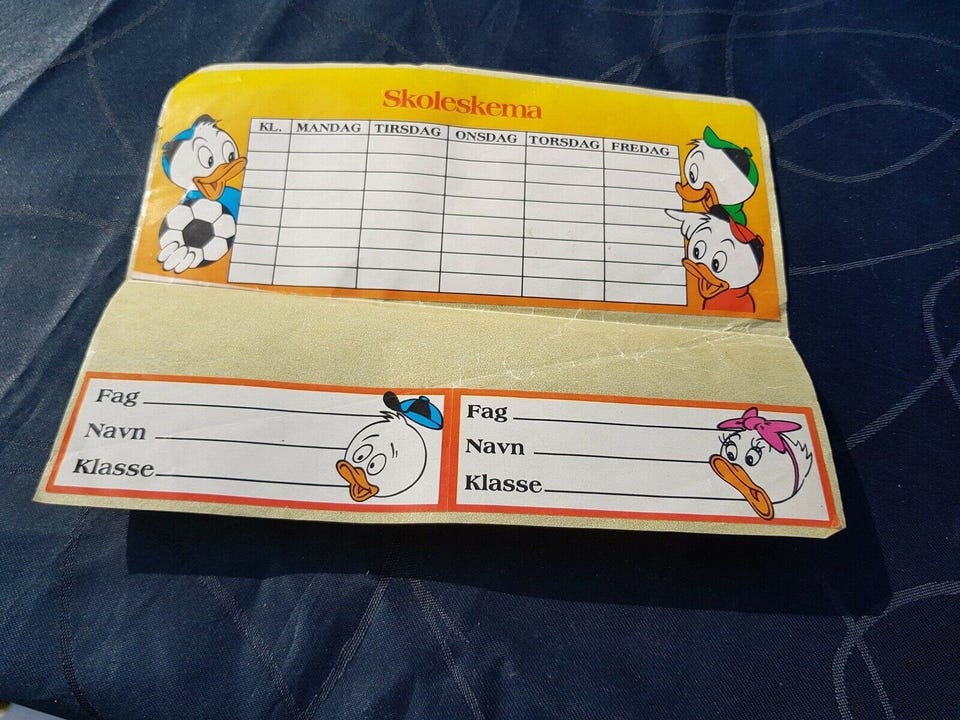 Skoleskema
KL. MANDAG TIRSDAG ONSDAG TORSDAG FREDAG
Fag
Navn
Klasse
Fag
Navn
Klasse